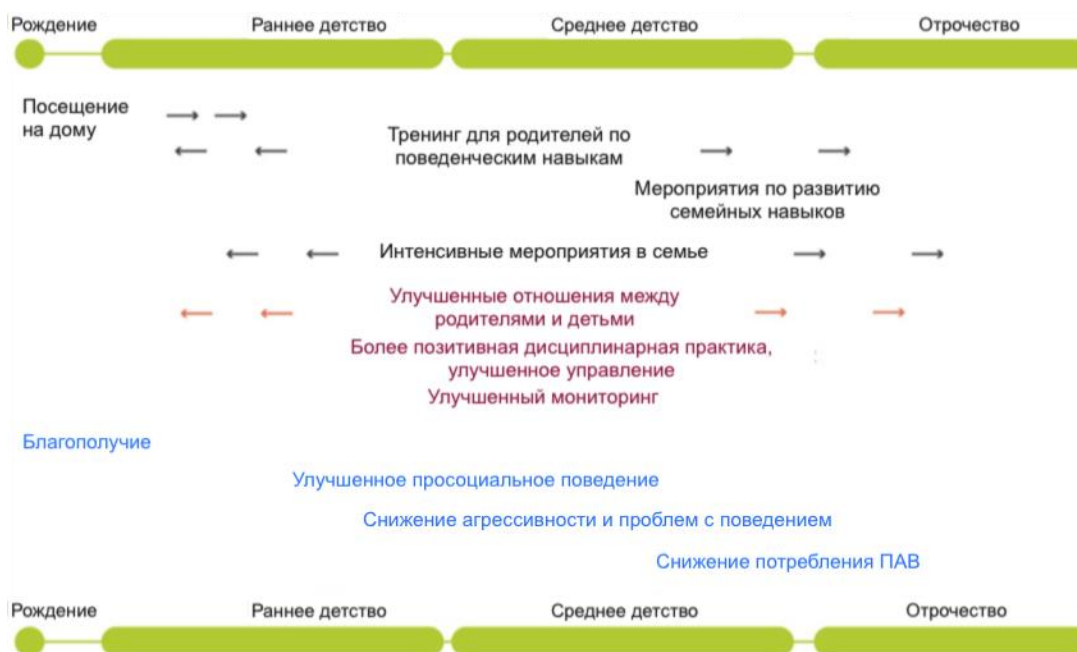 Рождение Раннее детство Среднее детство Отрочество
Посещение
на дому
Тренинг для родителей по
поведенческим навыкам
Мероприятия по развитию
семейных навыков
Интенсивные мероприятия в семье
Улучшенные отношения между
родителями и детьми
Более позитивная дисциплинарная практика,
улучшенное управление
Улучшенный мониторинг
Благополучие
Улучшенное просоциальное поведение
Снижение агрессивности и проблем с поведением
Снижение потребления ПАВ
Рождение Раннее детство Среднее детство Отрочество